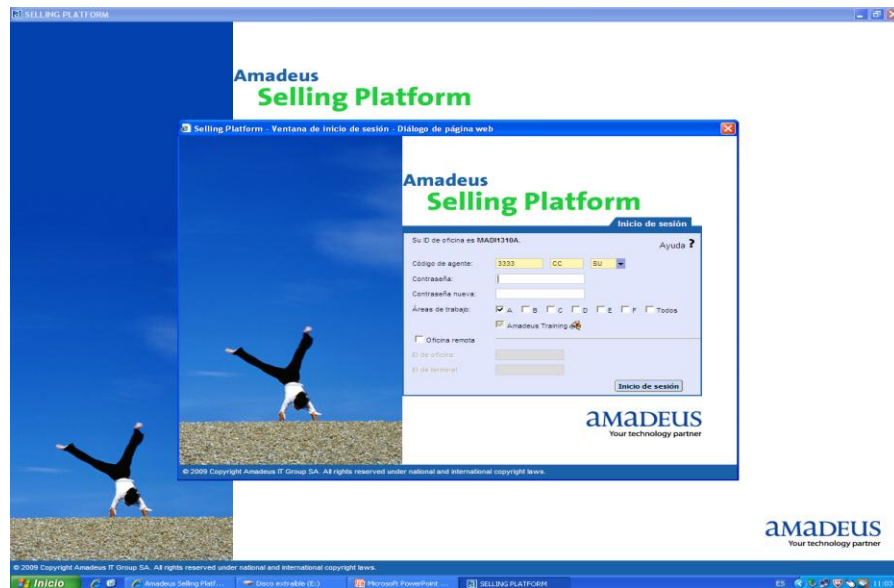 SELLING PLATFORM
Amadeus
Selling Platform
Selling Platform - Ventana de inicio de sesión - Diálogo de página web
Amadeus
Selling Platform
Inicio de sesión
Su ID de oficina es MADI1310A.
Ayuda ?
Código de agente: 3333 CC SU
Contraseña:
Contraseña nueva:
Áreas de trabajo: A B C D E F Todos
Amadeus Training
Oficina remota
ID de oficina:
ID de terminal:
Inicio de sesión
aMaDEUS
Your technology partner
© 2009 Copyright Amadeus IT Group SA. All rights reserved under national and international copyright laws.
aMaDEUS
Your technology partner
© 2009 Copyright Amadeus IT Group SA. All rights reserved under national and international copyright laws.
Inicio Amadeus Selling Platf... Disco extraíble (E:) Microsoft PowerPoint ... SELLING PLATFORM ES 11:03